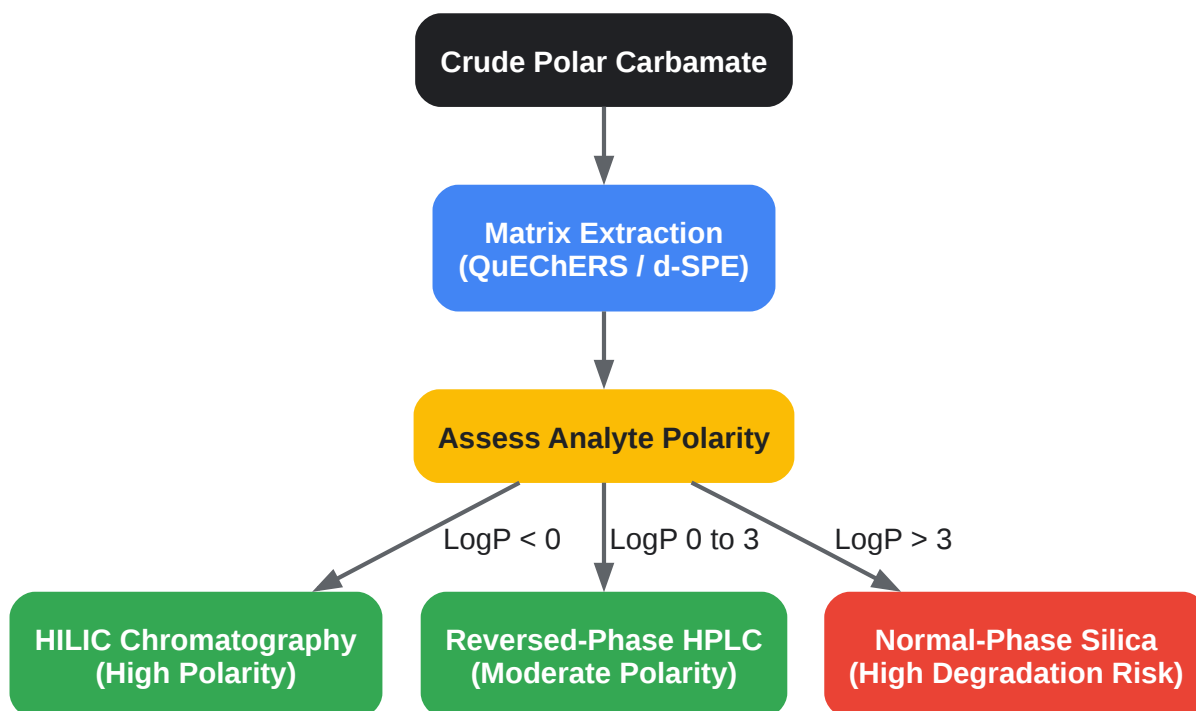 Crude Polar Carbamate
Matrix Extraction
(QuEChERS / d-SPE)
Assess Analyte Polarity
LogP < 0
LogP 0 to 3
LogP > 3
HILIC Chromatography
(High Polarity)
Reversed-Phase HPLC
(Moderate Polarity)
Normal-Phase Silica
(High Degradation Risk)